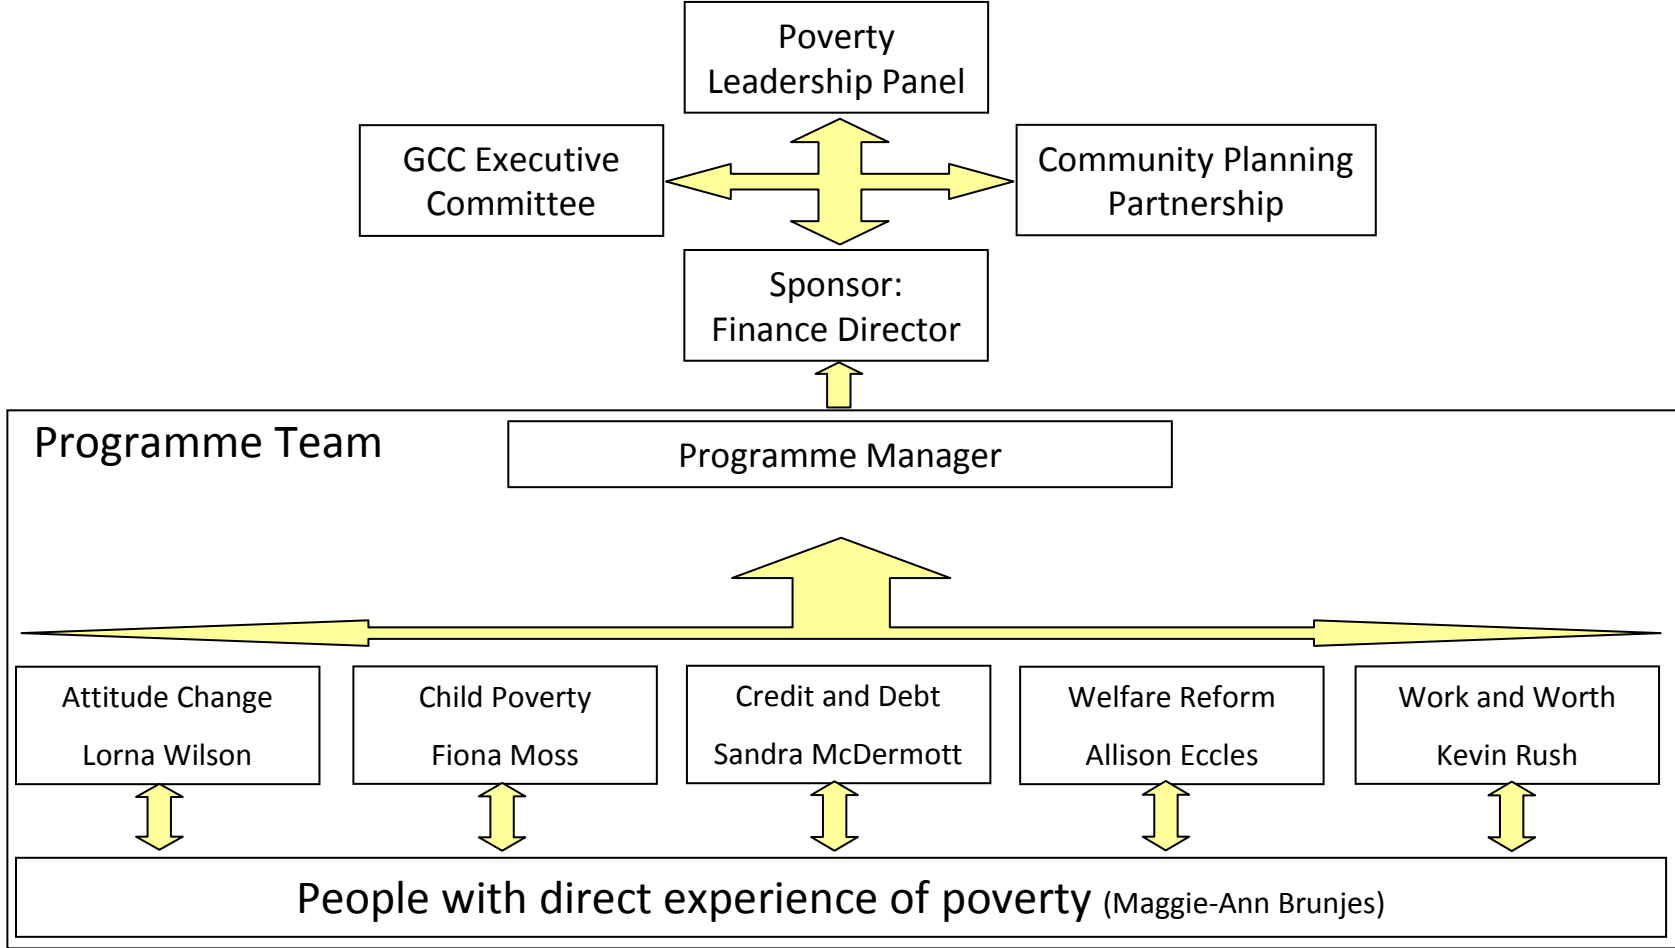 Poverty
Leadership Panel
GCC Executive
Committee
Community Planning
Partnership
Sponsor:
Finance Director
Programme Team
Programme Manager
Attitude Change
Lorna Wilson
Child Poverty
Fiona Moss
Credit and Debt
Sandra McDermott
Welfare Reform
Allison Eccles
Work and Worth
Kevin Rush
People with direct experience of poverty (Maggie-Ann Brunjes)